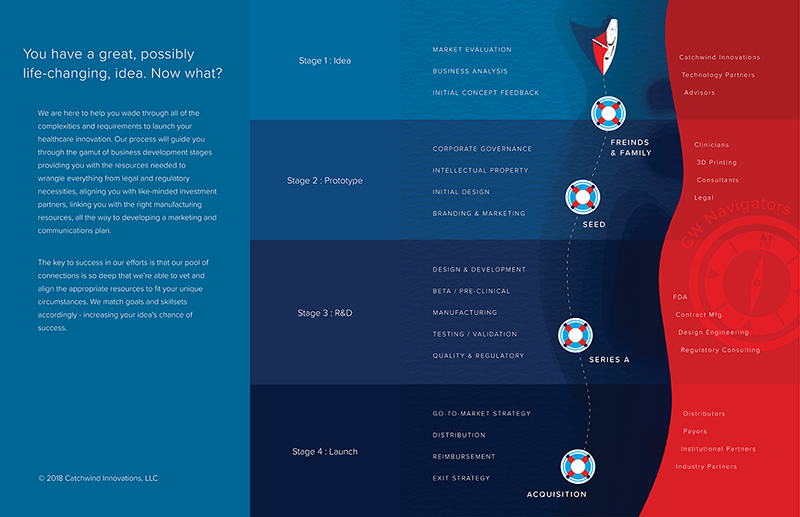 You have a great, possibly
life-changing, idea. Now what?
We are here to help you wade through all of the
complexities and requirements to launch your
healthcare innovation. Our process will guide you
through the gamut of business development stages
providing you with the resources needed to
wrangle everything from legal and regulatory
necessities, aligning you with like-minded investment
partners, linking you with the right manufacturing
resources, all the way to developing a marketing and
communications plan.
The key to success in our efforts is that our pool of
connections is so deep that we're able to vet and
align the appropriate resources to fit your unique
circumstances. We match goals and skillsets
accordingly - increasing your idea's chance of
success.
© 2018 Catchwind Innovations, LLC
Stage 1 : Idea
MARKET EVALUATION
BUSINESS ANALYSIS
INITIAL CONCEPT FEEDBACK
FREINDS
& FAMILY
Catchwind Innovations
Technology Partners
Advisors
Stage 2 : Prototype
CORPORATE GOVERNANCE
INTELLECTUAL PROPERTY
INITIAL DESIGN
BRANDING & MARKETING
SEED
Clinicians
3D Printing
Consultants
Legal
CW Navigators
N
Stage 3 : R&D
DESIGN & DEVELOPMENT
BETA / PRE-CLINICAL
MANUFACTURING
TESTING / VALIDATION
QUALITY & REGULATORY
SERIES A
FDA
Contract Mfg.
Design Engineering
Regulatory Consulting
Stage 4 : Launch
GO-TO-MARKET STRATEGY
DISTRIBUTION
REIMBURSEMENT
EXIT STRATEGY
ACQUISITION
Distributors
Payors
Institutional Partners
Industry Partners